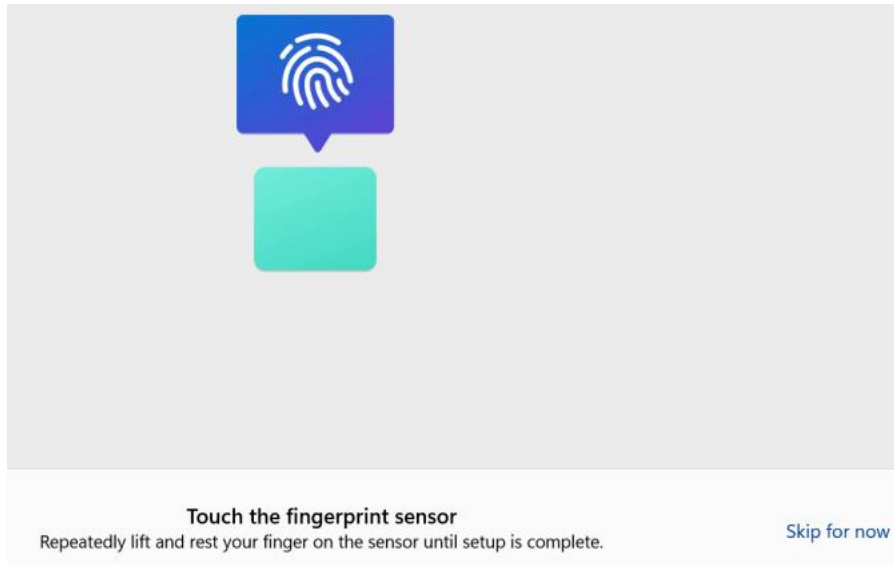 Touch the fingerprint sensor
Repeatedly lift and rest your finger on the sensor until setup is complete.
Skip for now